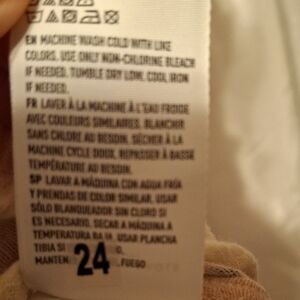 EN MACHINE WASH COLD WITH LIKE
COLORS. USE ONLY NON-CHLORINE BLEACH
IF NEEDED. TUMBLE DRY LOW. COOL IRON
IF NEEDED.
FR LAVER À LA MACHINE À L'EAU FROIDE
AVEC COULEURS SIMILAIRES. BLANCHIR
SANS CHLORE AU BESOIN. SÉCHER À LA
MACHINE CYCLE DOUX. REPASSER À BASSE
TEMPÉRATURE AU BESOIN.
SP LAVAR A MÁQUINA CON AGUA FRÍA
Y PRENDAS DE COLOR SIMILAR. USAR
SÓLO BLANQUEADOR SIN CLORO SI
ES NECESARIO. SECAR A MÁQUINA A
TEMPERATURA BAJA. USAR PLANCHA
TIBIA SI
24
MANTEN FUEGO